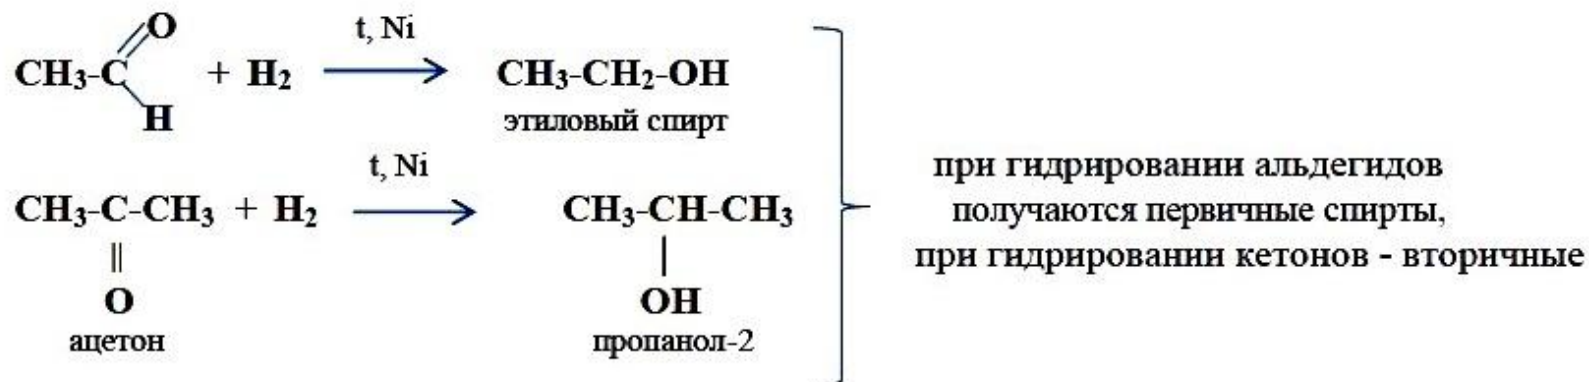 O
t, Ni
CH₃-C + H₂ CH₃-CH₂-OH
H
этиловый спирт
t, Ni
CH₃-C-CH₃ + H₂ CH₃-CH-CH₃
||
|
O
OH
ацетон
пропанол-2
при гидрировании альдегидов
получаются первичные спирты,
при гидрировании кетонов - вторичные